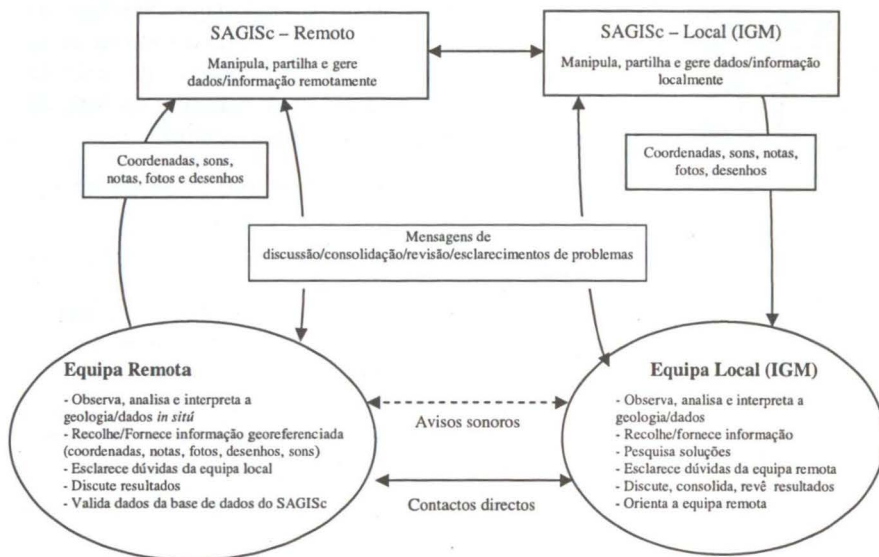 SAGISc – Remoto
Manipula, partilha e gere
dados/informação remotamente
SAGISc – Local (IGM)
Manipula, partilha e gere dados/informação
localmente
Coordenadas, sons,
notas, fotos e desenhos
Coordenadas, sons, notas,
fotos, desenhos
Mensagens de
discussão/consolidação/revisão/esclarecimentos de problemas
Equipa Remota
- Observa, analisa e interpreta a
geologia/dados in sitú
- Recolhe/Fornece informação georeferenciada
(coordenadas, notas, fotos, desenhos, sons)
- Esclarece dúvidas da equipa local
- Discute resultados
- Valida dados da base de dados do SAGISc
Avisos sonoros
Contactos directos
Equipa Local (IGM)
- Observa, analisa e interpreta a
geologia/dados
- Recolhe/fornece informação
- Pesquisa soluções
- Esclarece dúvidas da equipa remota
- Discute, consolida, revê resultados
- Orienta a equipa remota